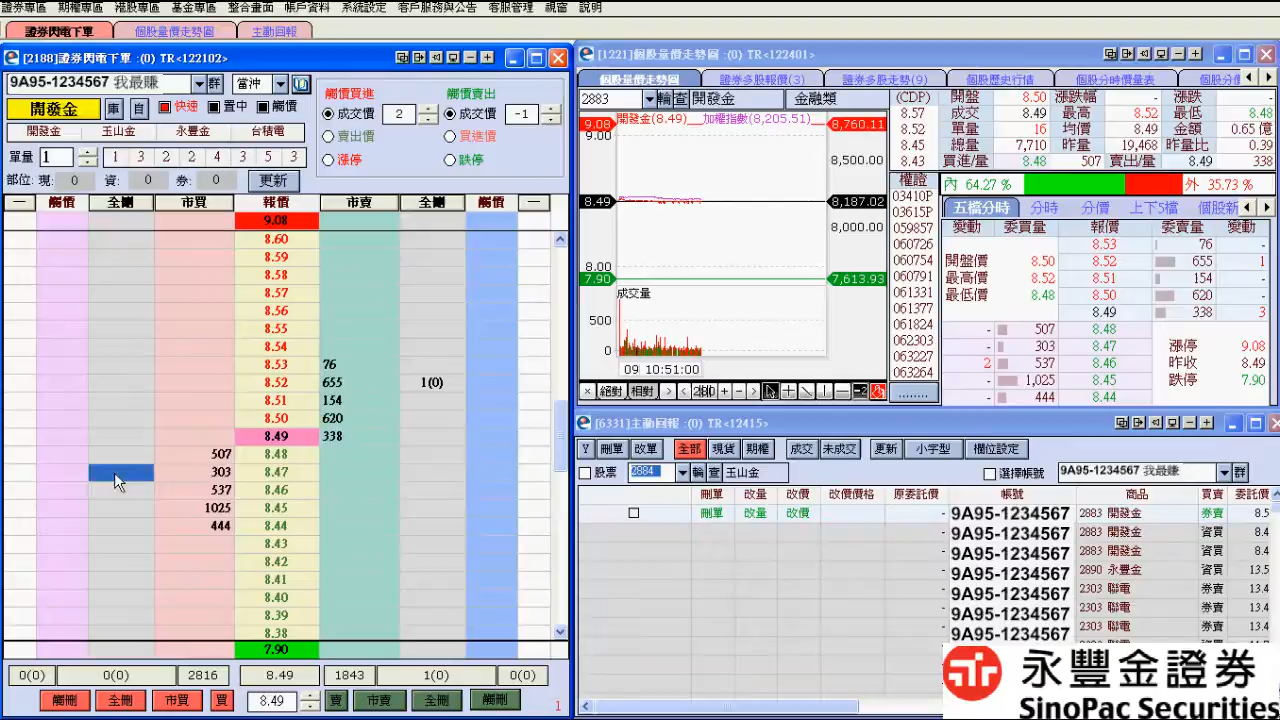 證券專區 期權專區 權證專區 基金專區 整合畫面 帳戶資料 系統設定 客戶服務與公告 客服管理 視窗 說明
證券閃電下單 個股量價走勢圖 主動回報
[2188]證券閃電下單 :(0) TR<122102>
9A95-1234567 我最賺 群 當沖
開發金 庫 自 快速 置中 觸價
開發金 玉山金 永豐金 台積電
單量 1 1 3 2 2 4 3 5 3
部位: 現: 0 資: 0 券: 0 更新
觸價買進 觸價賣出
成交價 2 成交價 -1
賣出價 買進價
漲停 跌停
觸價 全刪 市買 報價 市賣 全刪 觸價
9.08
8.60
8.59
8.58
8.57
8.56
8.55
8.54
8.53 76
8.52 655 1(0)
8.51 154
8.50 620
8.49 338
507 8.48
303 8.47
537 8.46
1025 8.45
444 8.44
8.43
8.42
8.41
8.40
8.39
8.38
7.90
0(0) 0(0) 2816 8.49 1843 1(0) 0(0)
觸刪 全刪 市買 買 8.49 賣 市賣 全刪 觸刪 1
[1221]個股量價走勢圖 :(0) TR<122401>
個股量價走勢圖 證券多股報價(3) 證券多股走勢(9) 個股歷史行情 個股分時價量表 個股分價
2883 輪 查 開發金 金融類
開發金(8.49) 加權指數(8,205.51)
9.08 8,760.11
9.00
8,500.00
8.49 8,187.02
8,000.00
8.00
7.90 7,613.93
成交量
500
0
09 10:51:00
絕對 相對 280
(CDP) 開盤 8.50 漲跌幅 - 漲跌 -
8.57 成交 8.49 最高 8.52 最低 8.48
8.52 單量 16 均價 8.49 金額 0.65 億
8.45 總量 7,710 昨量 19,468 昨量比 0.39
8.43 買進/量 8.48 507 賣出/量 8.49 338
權證
03410P
03615P
059857
060726
060754
060791
061331
061377
061824
062303
063227
063264
........
內 64.27 % 外 35.73 %
五檔分時 分時 分價 上下5檔 個股新
變動 委買量 報價 委賣量 變動
8.53 76 -
開盤價 8.50 8.52 655 1
最高價 8.52 8.51 154 -
最低價 8.48 8.50 620 -
8.49 338 3
- 507 8.48
- 303 8.47 漲停 9.08
2 537 8.46 昨收 8.49
- 1,025 8.45 跌停 7.90
- 444 8.44
[6331]主動回報 :(0) TR<12415>
Y 刪單 改單 全部 現貨 期權 成交 未成交 更新 小字型 欄位設定
股票 2884 輪 查 玉山金 選擇帳號 9A95-1234567 我最賺 群
刪單 改量 改價 改價價格 原委託價 帳號 商品 買賣 委託價
刪單 改量 改價 - 9A95-1234567 2883 開發金 券賣 8.5
- 9A95-1234567 2883 開發金 資買 8.4
- 9A95-1234567 2883 開發金 資買 8.4
- 9A95-1234567 2890 永豐金 資買 13.5
- 9A95-1234567 2303 聯電 券賣 13.4
- 9A95-1234567 2303 聯電 券賣 13.4
- 9A95-1234567 2303 聯電 券賣 13.4
永豐金證券
SinoPac Securities